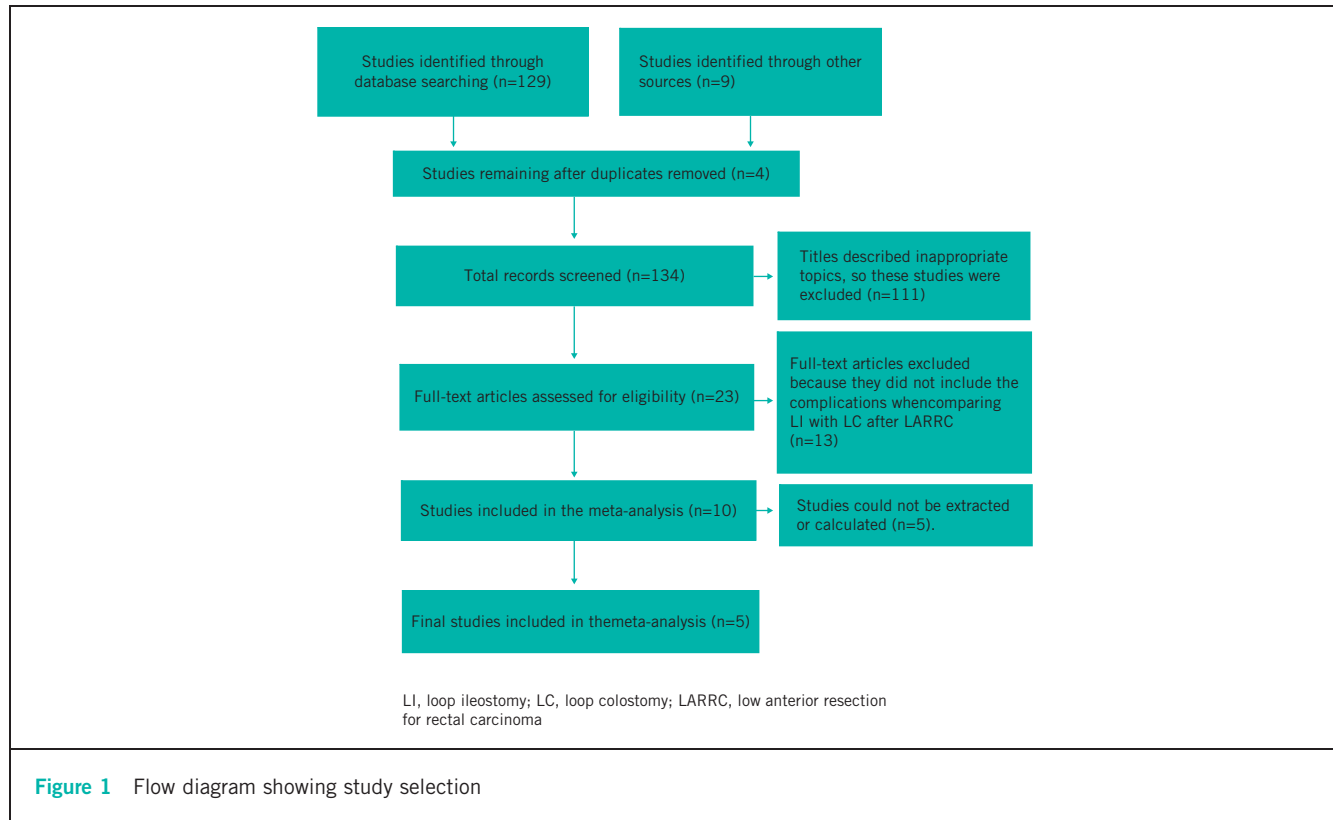 Studies identified through
database searching (n=129)
Studies identified through other
sources (n=9)
Studies remaining after duplicates removed (n=4)
Total records screened (n=134)
Titles described inappropriate
topics, so these studies were
excluded (n=111)
Full-text articles assessed for eligibility (n=23)
Full-text articles excluded
because they did not include the
complications whencomparing
LI with LC after LARRC
(n=13)
Studies included in the meta-analysis (n=10)
Studies could not be extracted
or calculated (n=5).
Final studies included in themeta-analysis (n=5)
LI, loop ileostomy; LC, loop colostomy; LARRC, low anterior resection
for rectal carcinoma
Figure 1 Flow diagram showing study selection